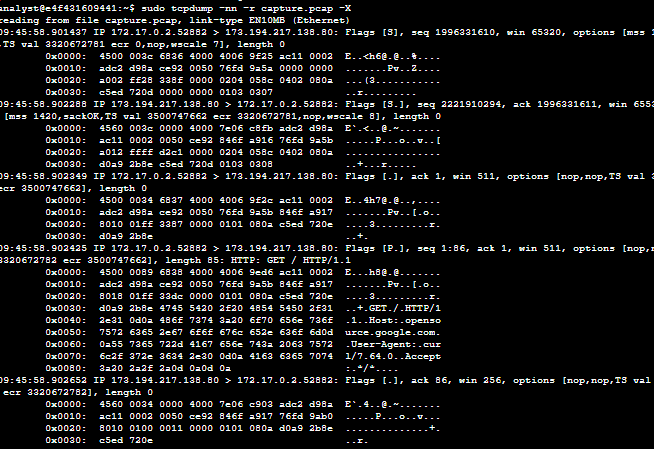 analyst@e4f431609441:~$ sudo tcpdump -nn -r capture.pcap -X
reading from file capture.pcap, link-type EN10MB (Ethernet)
09:45:58.901437 IP 172.17.0.2.52882 > 173.194.217.138.80: Flags [S], seq 1996331610, win 65320, options [mss 1
,TS val 3320672781 ecr 0,nop,wscale 7], length 0
0x0000: 4500 003c 6836 4000 4006 9f25 ac11 0002 E..<h6@.@..%....
0x0010: adc2 d98a ce92 0050 76fd 9a5a 0000 0000 .......Pv..Z....
0x0020: a002 ff28 338f 0000 0204 058c 0402 080a ...(3...........
0x0030: c5ed 720d 0000 0000 0103 0307 ..r.........
09:45:58.902288 IP 173.194.217.138.80 > 172.17.0.2.52882: Flags [S.], seq 2221910294, ack 1996331611, win 6553
[mss 1420,sackOK,TS val 3500747662 ecr 3320672781,nop,wscale 8], length 0
0x0000: 4560 003c 0000 4000 7e06 c8fb adc2 d98a E`.<..@.~.......
0x0010: ac11 0002 0050 ce92 846f a916 76fd 9a5b .....P...o..v..[
0x0020: a012 ffff d2c1 0000 0204 058c 0402 080a ................
0x0030: d0a9 2b8e c5ed 720d 0103 0308 ..+...r.....
09:45:58.902349 IP 172.17.0.2.52882 > 173.194.217.138.80: Flags [.], ack 1, win 511, options [nop,nop,TS val 3
ecr 3500747662], length 0
0x0000: 4500 0034 6837 4000 4006 9f2c ac11 0002 E..4h7@.@..,....
0x0010: adc2 d98a ce92 0050 76fd 9a5b 846f a917 .......Pv..[.o..
0x0020: 8010 01ff 3387 0000 0101 080a c5ed 720e ....3.........r.
0x0030: d0a9 2b8e ..+.
09:45:58.902425 IP 172.17.0.2.52882 > 173.194.217.138.80: Flags [P.], seq 1:86, ack 1, win 511, options [nop,n
3320672782 ecr 3500747662], length 85: HTTP: GET / HTTP/1.1
0x0000: 4500 0089 6838 4000 4006 9ed6 ac11 0002 E...h8@.@.......
0x0010: adc2 d98a ce92 0050 76fd 9a5b 846f a917 .......Pv..[.o..
0x0020: 8018 01ff 33dc 0000 0101 080a c5ed 720e ....3.........r.
0x0030: d0a9 2b8e 4745 5420 2f20 4854 5450 2f31 ..+.GET./.HTTP/1
0x0040: 2e31 0d0a 486f 7374 3a20 6f70 656e 736f .1..Host:.openso
0x0050: 7572 6365 2e67 6f6f 676c 652e 636f 6d0d urce.google.com.
0x0060: 0a55 7365 722d 4167 656e 743a 2063 7572 .User-Agent:.cur
0x0070: 6c2f 372e 3634 2e30 0d0a 4163 6365 7074 l/7.64.0..Accept
0x0080: 3a20 2a2f 2a0d 0a0d 0a :.*/*....
09:45:58.902652 IP 173.194.217.138.80 > 172.17.0.2.52882: Flags [.], ack 86, win 256, options [nop,nop,TS val
ecr 3320672782], length 0
0x0000: 4560 0034 0000 4000 7e06 c903 adc2 d98a E`.4..@.~.......
0x0010: ac11 0002 0050 ce92 846f a917 76fd 9ab0 .....P...o..v...
0x0020: 8010 0100 0011 0000 0101 080a d0a9 2b8e ..............+.
0x0030: c5ed 720e ..r.